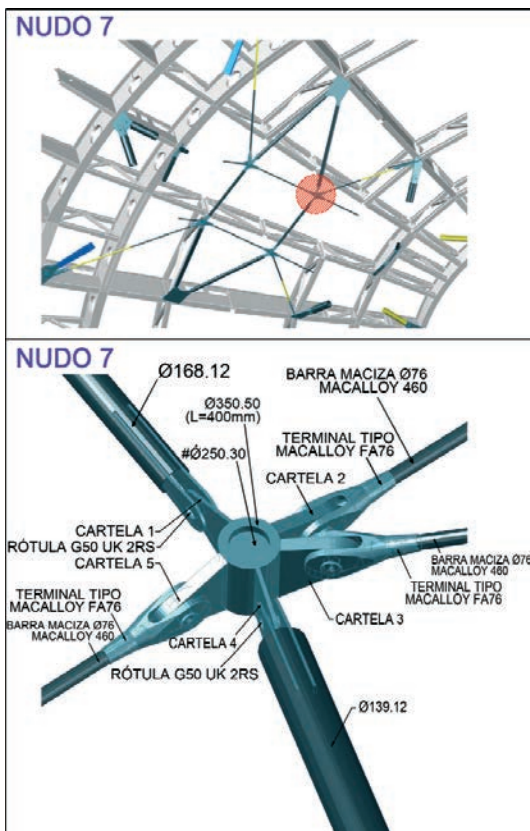 NUDO 7
NUDO 7
Ø168.12
BARRA MACIZA Ø76
MACALLOY 460
Ø350.50
(L=400mm)
TERMINAL TIPO
MACALLOY FA76
#Ø250.30
CARTELA 2
CARTELA 1
RÓTULA G50 UK 2RS
CARTELA 5
BARRA MACIZA Ø76
MACALLOY 460
TERMINAL TIPO
MACALLOY FA76
TERMINAL TIPO
MACALLOY FA76
CARTELA 3
BARRA MACIZA Ø76
MACALLOY 460
CARTELA 4
RÓTULA G50 UK 2RS
Ø139.12